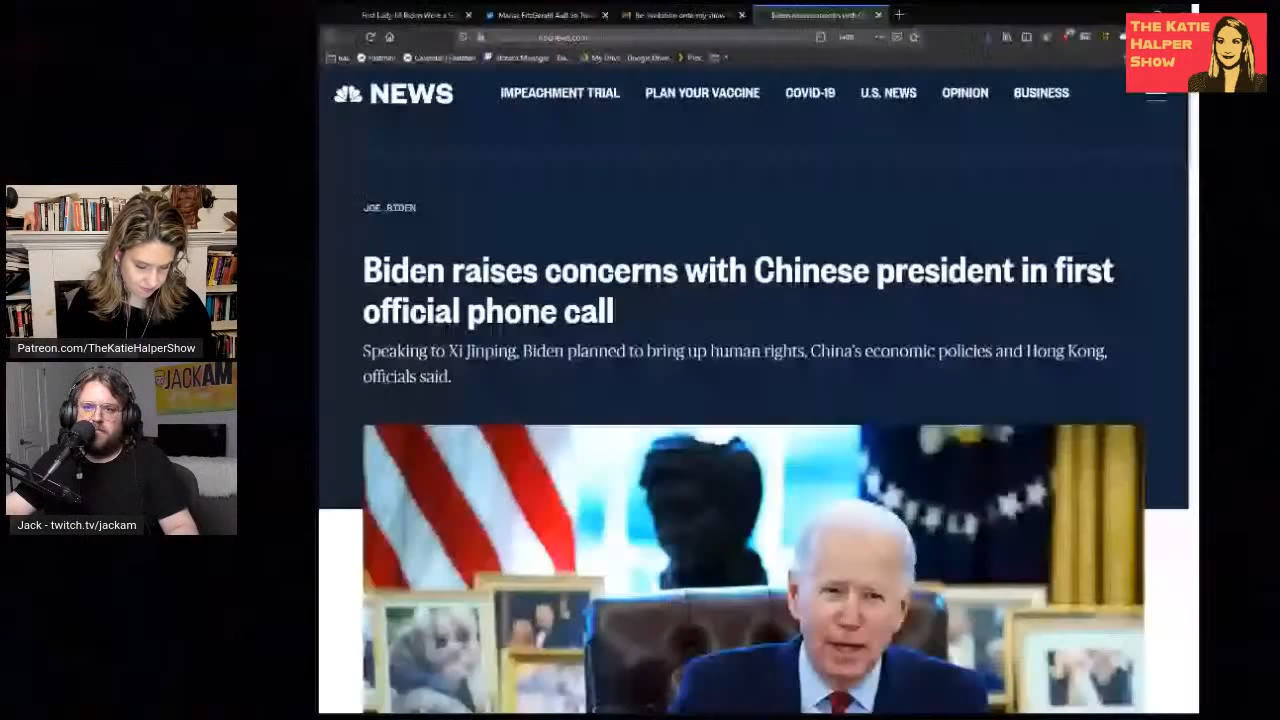 The Katie
Halper
Show
NEWS
IMPEACHMENT TRIAL
PLAN YOUR VACCINE
COVID-19
U.S. NEWS
OPINION
BUSINESS
JOE BIDEN
Biden raises concerns with Chinese president in first
official phone call
Speaking to Xi Jinping, Biden planned to bring up human rights, China's economic policies and Hong Kong,
officials said.
Patreon.com/TheKatieHalperShow
JACKAM
Jack - twitch.tv/jackam